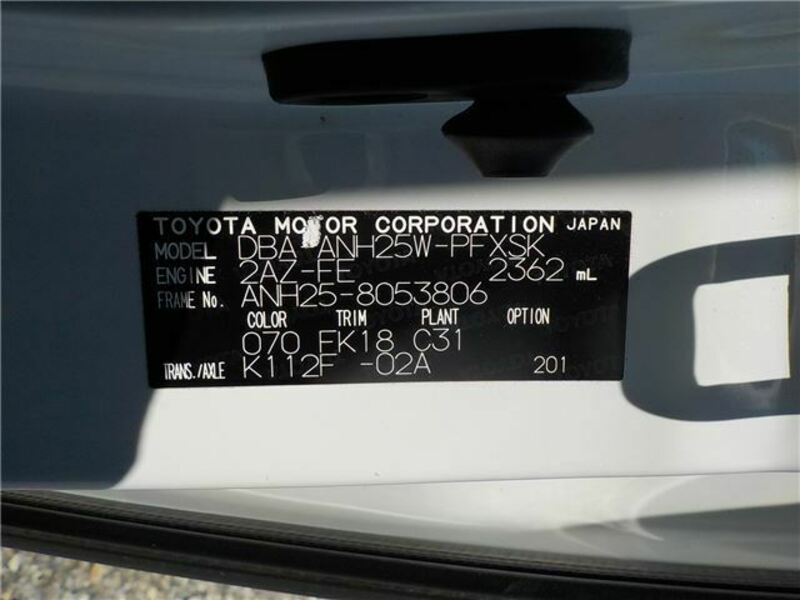 TOYOTA MOTOR CORPORATION JAPAN
MODEL DBA-ANH25W-PFXSK
ENGINE 2AZ-FE 2362 mL
FRAME No. ANH25-8053806
COLOR TRIM PLANT OPTION
070 FK18 C31
TRANS./AXLE K112F -02A 201